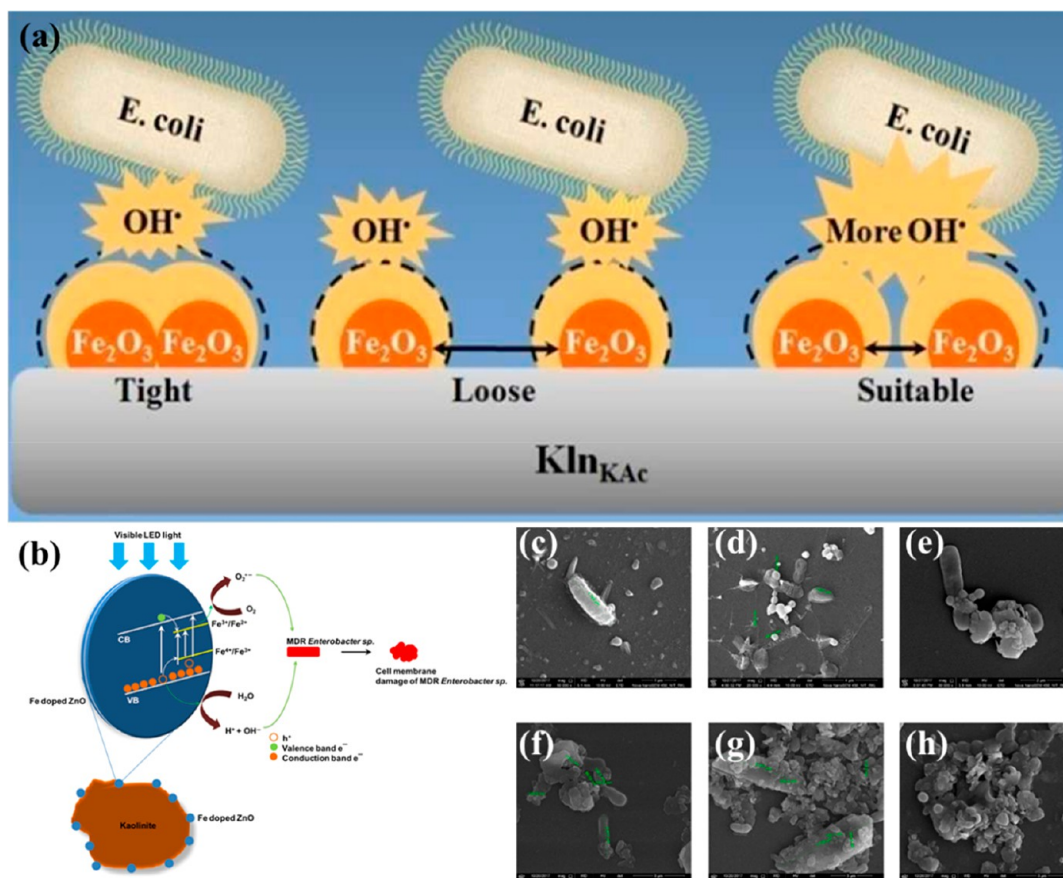 (a)
E. coli
E. coli
E. coli
OH•
OH•
OH•
More OH•
Fe₂O₃ Fe₂O₃
Fe₂O₃
Fe₂O₃
Fe₂O₃
Fe₂O₃
Tight
Loose
Suitable
Kln_KAc
(b)
Visible LED light
O₂•−
O₂
Fe³⁺/Fe²⁺
CB
Fe⁴⁺/Fe³⁺
MDR Enterobacter sp.
Cell membrane
damage of MDR Enterobacter sp.
VB
H₂O
Fe doped ZnO
H⁺ + OH⁻
h⁺
Valence band e⁻
Conduction band e⁻
Kaolinite
Fe doped ZnO
(c)
(d)
(e)
(f)
(g)
(h)